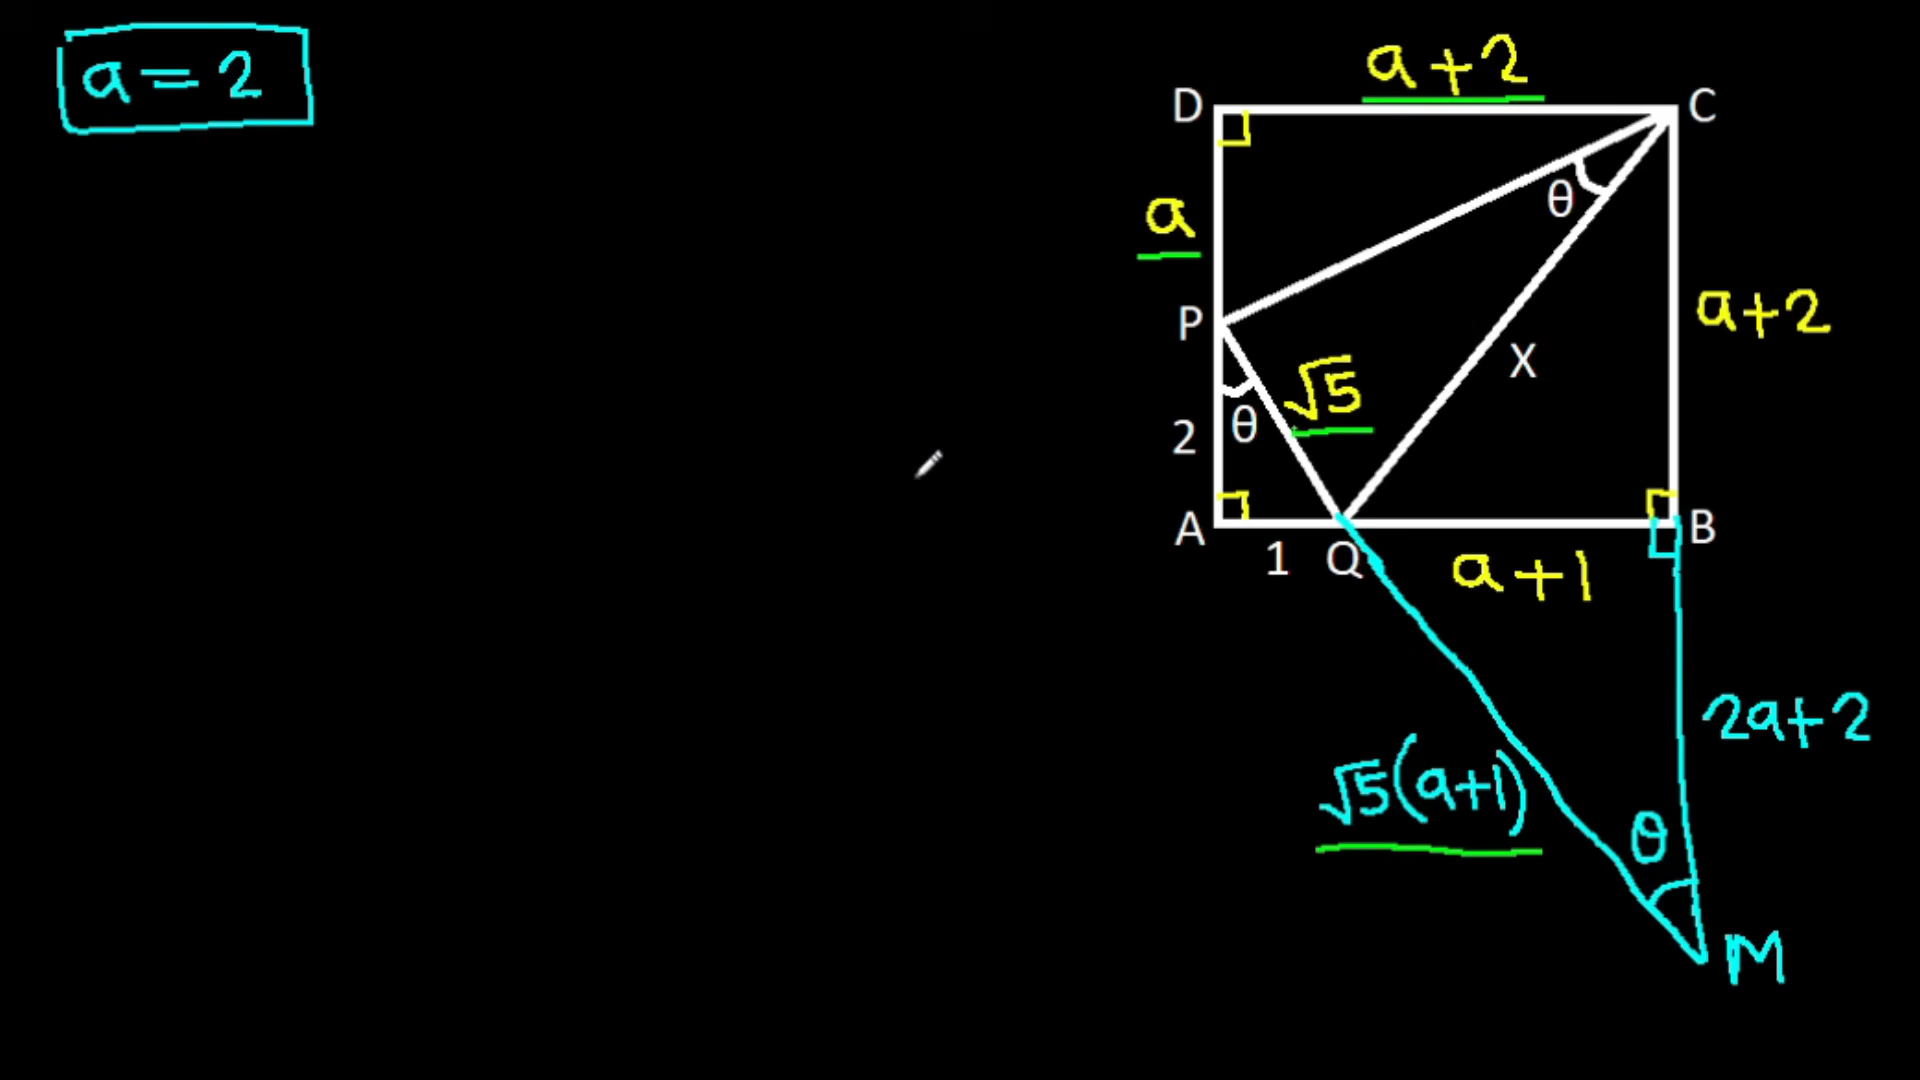 a = 2
a + 2
D
C
θ
a
a + 2
P
X
√5
2
θ
A
B
1
Q
a + 1
2a + 2
√5(a+1)
θ
M